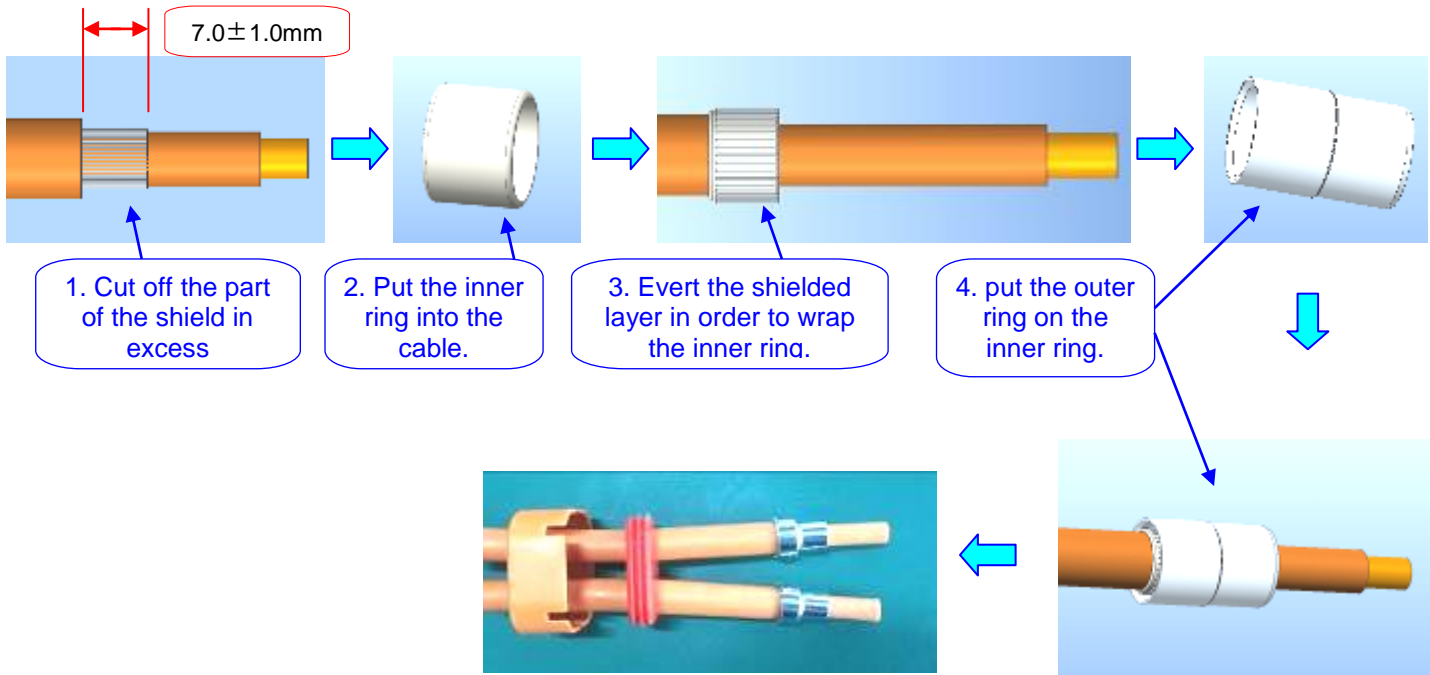 7.0±1.0mm
1. Cut off the part
of the shield in
excess
2. Put the inner
ring into the
cable.
3. Evert the shielded
layer in order to wrap
the inner ring.
4. put the outer
ring on the
inner ring.